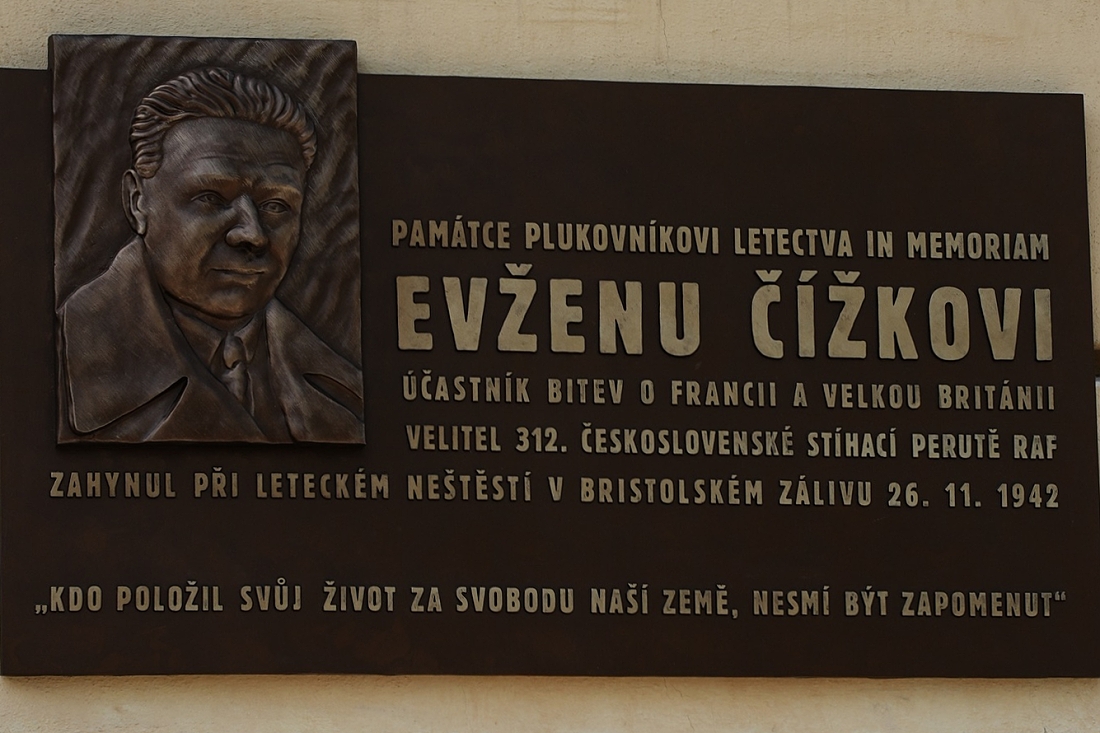 PAMÁTCE PLUKOVNÍKOVI LETECTVA IN MEMORIAM
EVŽENU ČÍŽKOVI
ÚČASTNÍK BITEV O FRANCII A VELKOU BRITÁNII
VELITEL 312. ČESKOSLOVENSKÉ STÍHACÍ PERUTĚ RAF
ZAHYNUL PŘI LETECKÉM NEŠTĚSTÍ V BRISTOLSKÉM ZÁLIVU 26. 11. 1942
„KDO POLOŽIL SVŮJ ŽIVOT ZA SVOBODU NAŠÍ ZEMĚ, NESMÍ BÝT ZAPOMENUT“